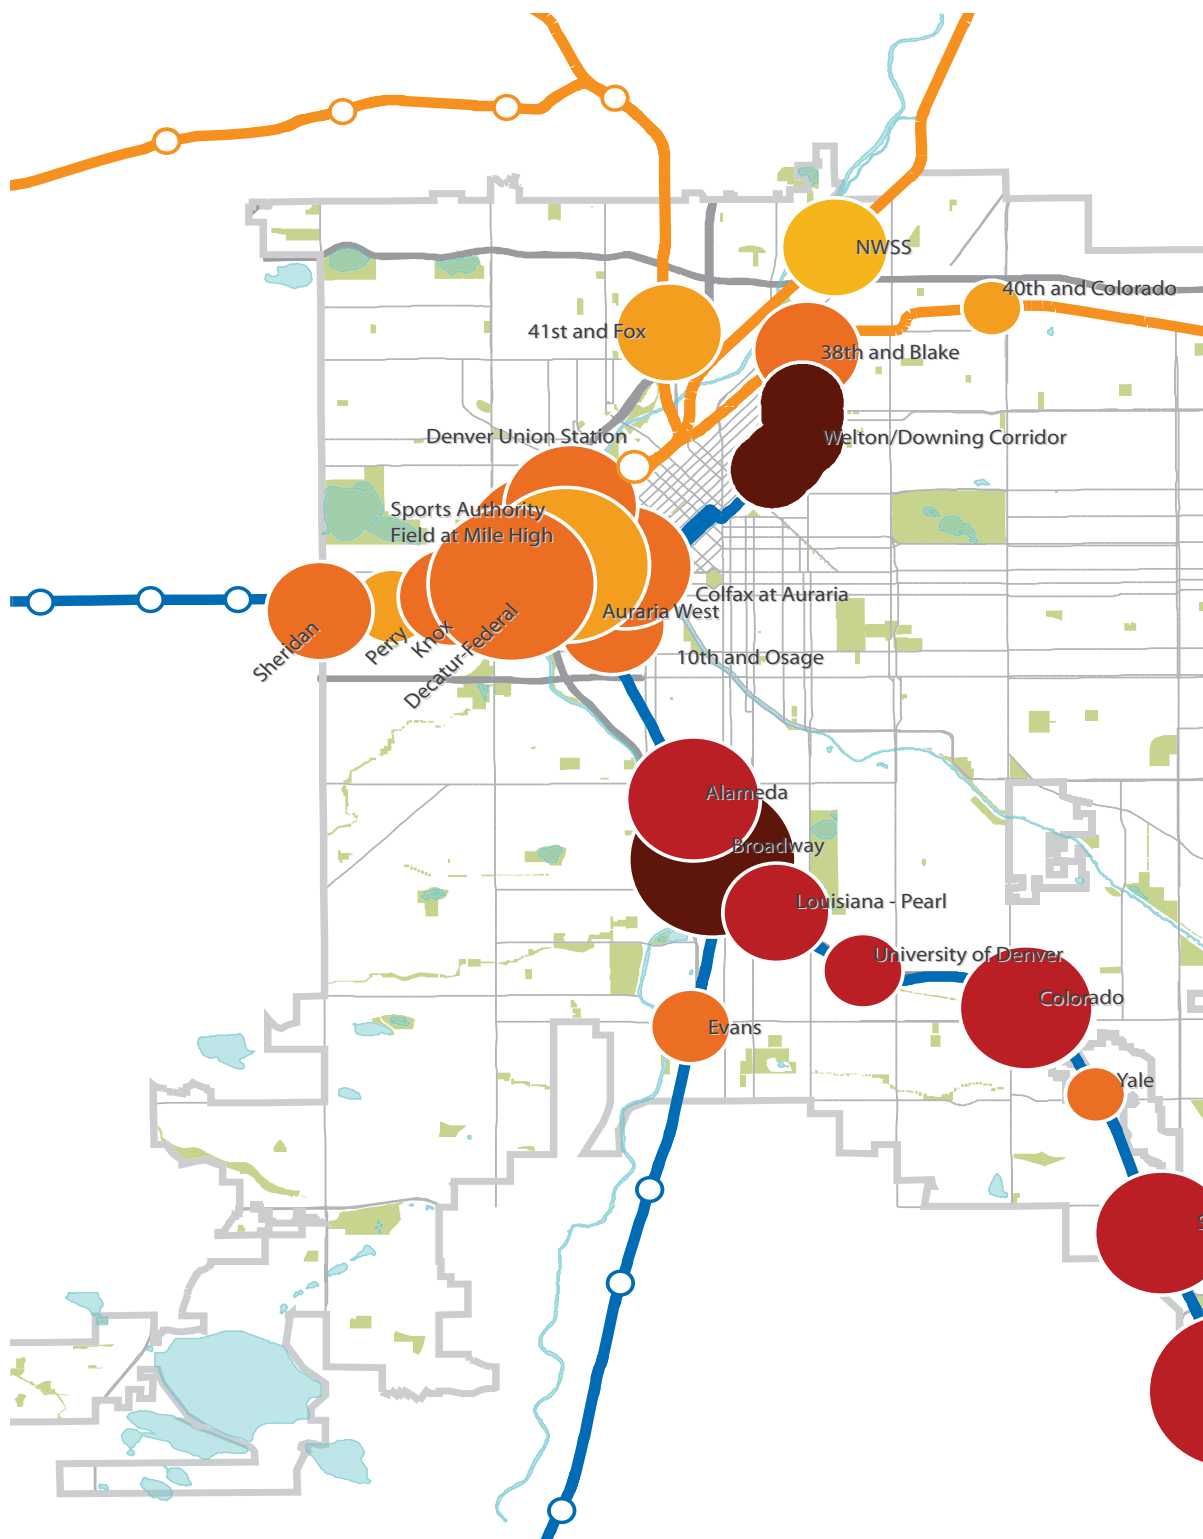 NWSS
40th and Colorado
41st and Fox
38th and Blake
Denver Union Station
Welton/Downing Corridor
Sports Authority
Field at Mile High
Colfax at Auraria
Auraria West
Sheridan
Perry
Knox
Decatur-Federal
10th and Osage
Alameda
Broadway
Louisiana - Pearl
University of Denver
Colorado
Evans
Yale